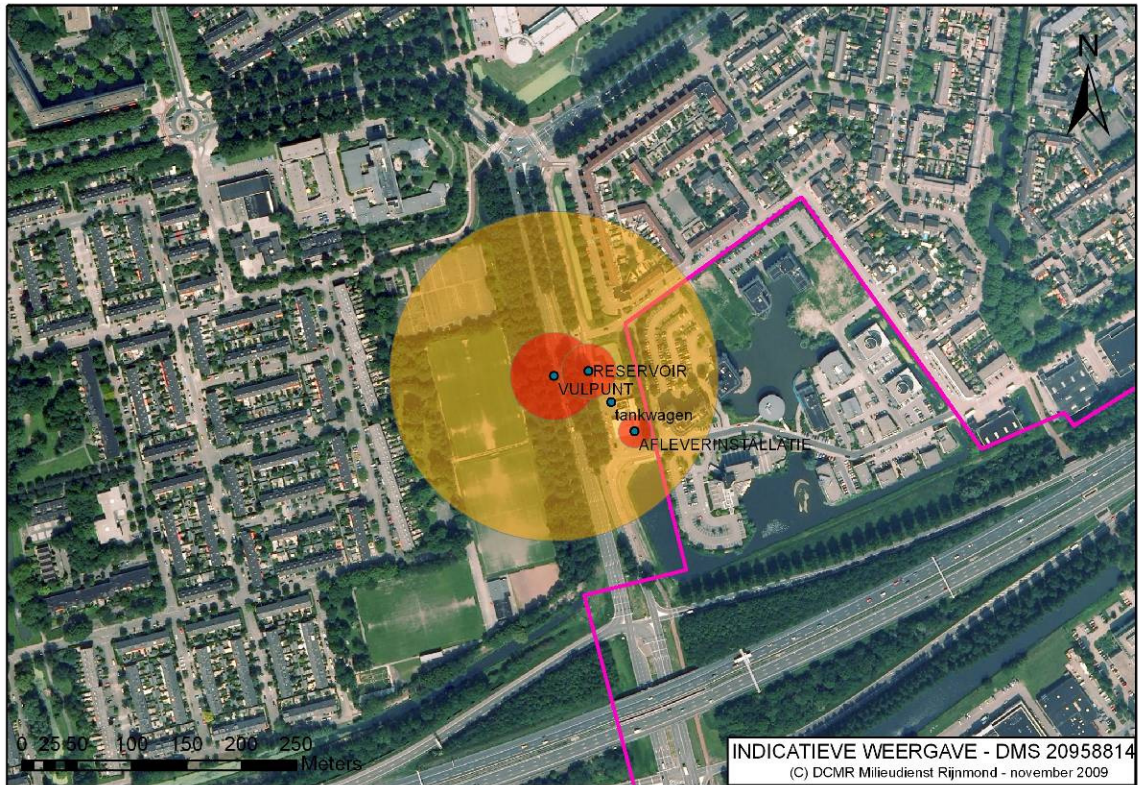 N
RESERVOIR
VULPUNT
tankwagen
AFLEVERINSTALLATIE
0 25 50 100 150 200 250
Meters
INDICATIEVE WEERGAVE - DMS 20958814
(C) DCMR Milieudienst Rijnmond - november 2009